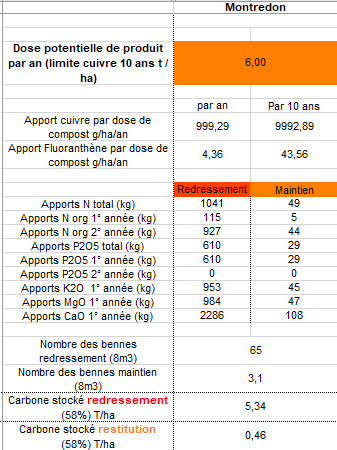 Montredon
Dose potentielle de produit
par an (limite cuivre 10 ans t /
ha)
6,00
par an Par 10 ans
Apport cuivre par dose de
compost g/ha/an
999,29 9992,89
Apport Fluoranthène par dose de
compost g/ha/an
4,36 43,56
Redressement Maintien
Apports N total (kg) 1041 49
Apports N org 1° année (kg) 115 5
Apports N org 2° année (kg) 927 44
Apports P2O5 total (kg) 610 29
Apports P2O5 1° année (kg) 610 29
Apports P2O5 2° année (kg) 0 0
Apports K2O 1° année (kg) 953 45
Apports MgO 1° année (kg) 984 47
Apports CaO 1° année (kg) 2286 108
Nombre des bennes
redressement (8m3)
65
Nombre des bennes maintien
(8m3)
3,1
Carbone stocké redressement
(58%) T/ha
5,34
Carbone stocké restitution
(58%) T/ha
0,46